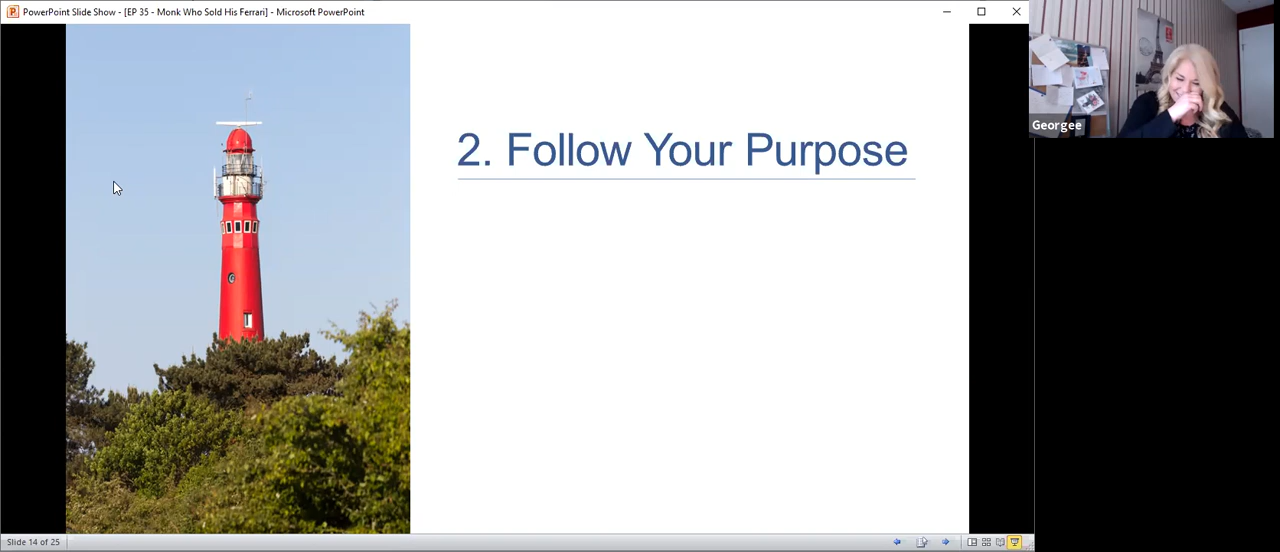 PowerPoint Slide Show - [EP 35 - Monk Who Sold His Ferrari] - Microsoft PowerPoint
Georgee
2. Follow Your Purpose
Slide 14 of 25